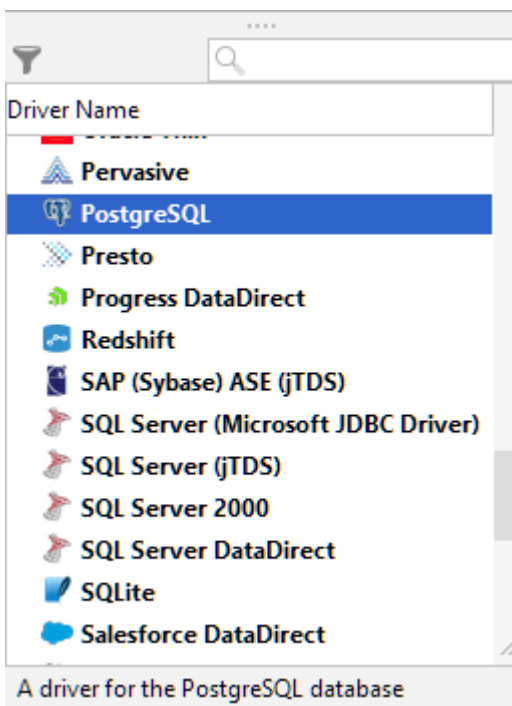 Driver Name
Pervasive
PostgreSQL
Presto
Progress DataDirect
Redshift
SAP (Sybase) ASE (jTDS)
SQL Server (Microsoft JDBC Driver)
SQL Server (jTDS)
SQL Server 2000
SQL Server DataDirect
SQLite
Salesforce DataDirect
A driver for the PostgreSQL database